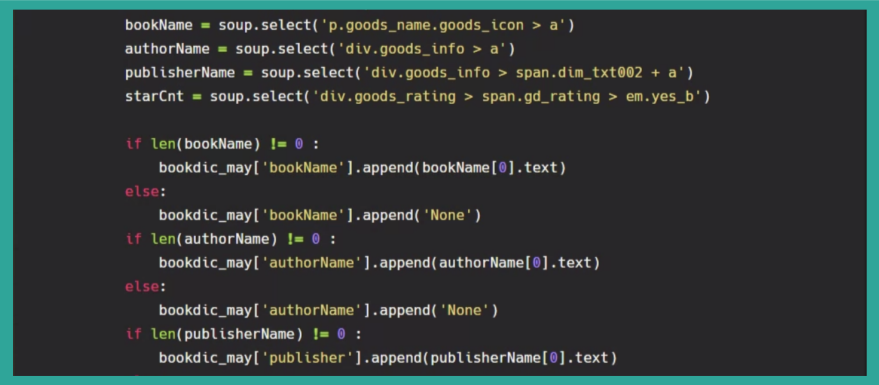 bookName = soup.select('p.goods_name.goods_icon > a')
authorName = soup.select('div.goods_info > a')
publisherName = soup.select('div.goods_info > span.dim_txt002 + a')
starCnt = soup.select('div.goods_rating > span.gd_rating > em.yes_b')
if len(bookName) != 0 :
bookdic_may['bookName'].append(bookName[0].text)
else:
bookdic_may['bookName'].append('None')
if len(authorName) != 0 :
bookdic_may['authorName'].append(authorName[0].text)
else:
bookdic_may['authorName'].append('None')
if len(publisherName) != 0 :
bookdic_may['publisher'].append(publisherName[0].text)